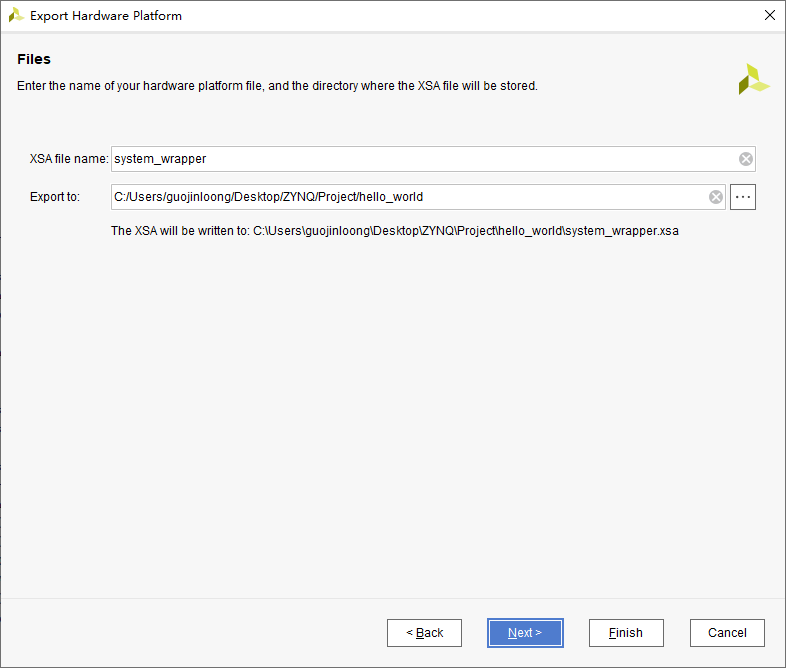 Export Hardware Platform
Files
Enter the name of your hardware platform file, and the directory where the XSA file will be stored.
XSA file name: system_wrapper
Export to: C:/Users/guojinloong/Desktop/ZYNQ/Project/hello_world
The XSA will be written to: C:\Users\guojinloong\Desktop\ZYNQ\Project\hello_world\system_wrapper.xsa
< Back Next > Finish Cancel